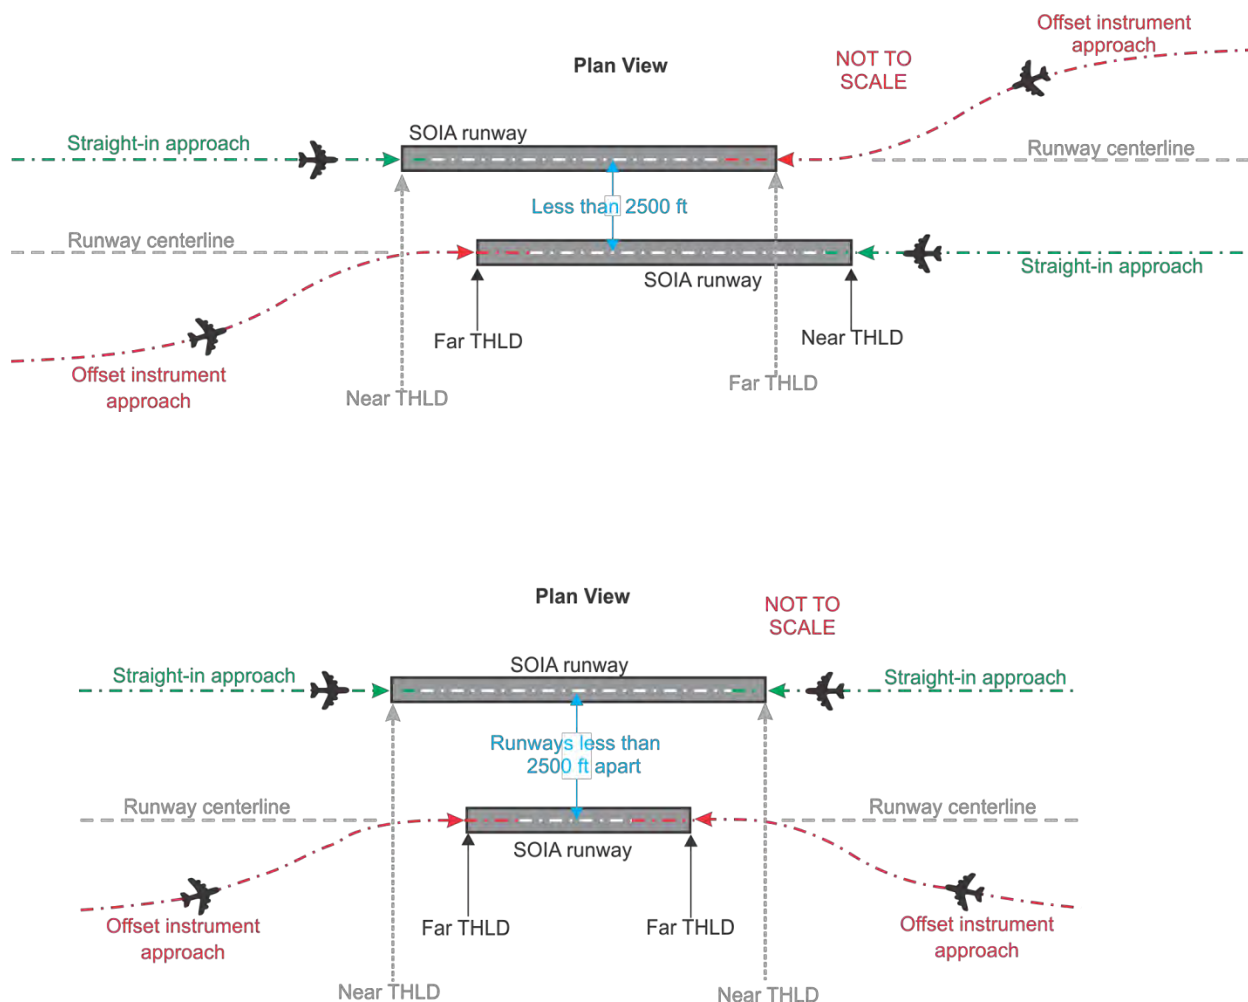 Offset instrument
approach
Plan View
NOT TO
SCALE
SOIA runway
Straight-in approach
Runway centerline
Less than 2500 ft
Runway centerline
Straight-in approach
SOIA runway
Far THLD
Near THLD
Offset instrument
approach
Near THLD
Far THLD
Plan View
NOT TO
SCALE
SOIA runway
Straight-in approach
Straight-in approach
Runways less than
2500 ft apart
Runway centerline
Runway centerline
SOIA runway
Far THLD
Far THLD
Offset instrument
approach
Offset instrument
approach
Near THLD
Near THLD